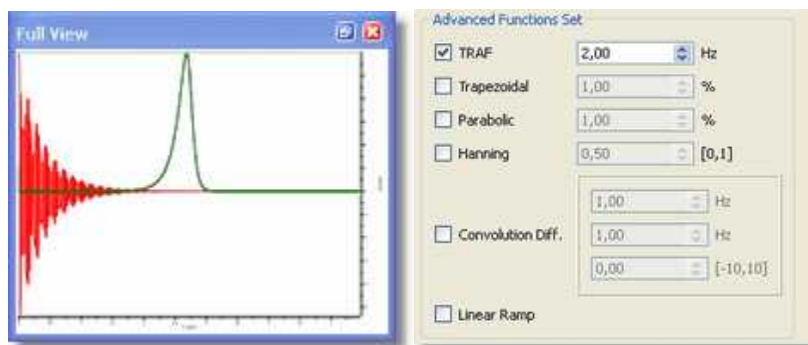 Full View
Advanced Functions Set
TRAF 2,00 Hz
Trapezoidal 1,00 %
Parabolic 1,00 %
Hanning 0,50 [0,1]
1,00 Hz
Convolution Diff. 1,00 Hz
0,00 [-10,10]
Linear Ramp